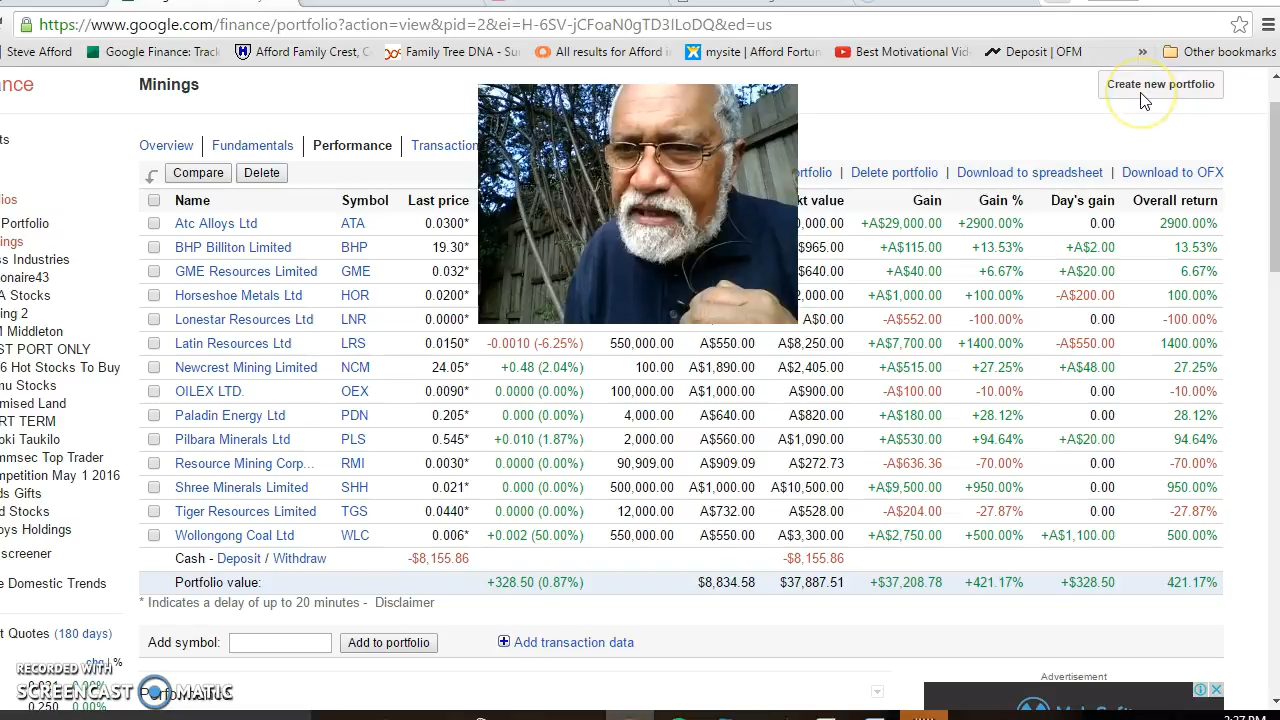 https://www.google.com/finance/portfolio?action=view&pid=2&ei=H-6SV-jCFoaN0gTD3ILoDQ&ed=us
Steve Afford Google Finance: Track Afford Family Crest, C Family Tree DNA - Su All results for Afford i mysite | Afford Fortun Best Motivational Vide Deposit | OFM » Other bookmarks
nce Minings Create new portfolio
Overview | Fundamentals | Performance | Transaction
Compare Delete rtfolio | Delete portfolio | Download to spreadsheet | Download to OFX
Name Symbol Last price kt value Gain Gain % Day's gain Overall return
Atc Alloys Ltd ATA 0.0300* 0,000.00 +A$29,000.00 +2900.00% 0.00 2900.00%
BHP Billiton Limited BHP 19.30* $965.00 +A$115.00 +13.53% +A$2.00 13.53%
GME Resources Limited GME 0.032* $640.00 +A$40.00 +6.67% +A$20.00 6.67%
Horseshoe Metals Ltd HOR 0.0200* 2,000.00 +A$1,000.00 +100.00% -A$200.00 100.00%
Lonestar Resources Ltd LNR 0.0000* A$0.00 -A$552.00 -100.00% 0.00 -100.00%
Latin Resources Ltd LRS 0.0150* -0.0010 (-6.25%) 550,000.00 A$550.00 A$8,250.00 +A$7,700.00 +1400.00% -A$550.00 1400.00%
Newcrest Mining Limited NCM 24.05* +0.48 (2.04%) 100.00 A$1,890.00 A$2,405.00 +A$515.00 +27.25% +A$48.00 27.25%
OILEX LTD. OEX 0.0090* 0.0000 (0.00%) 100,000.00 A$1,000.00 A$900.00 -A$100.00 -10.00% 0.00 -10.00%
Paladin Energy Ltd PDN 0.205* 0.000 (0.00%) 4,000.00 A$640.00 A$820.00 +A$180.00 +28.12% 0.00 28.12%
Pilbara Minerals Ltd PLS 0.545* +0.010 (1.87%) 2,000.00 A$560.00 A$1,090.00 +A$530.00 +94.64% +A$20.00 94.64%
Resource Mining Corp... RMI 0.0030* 0.0000 (0.00%) 90,909.00 A$909.09 A$272.73 -A$636.36 -70.00% 0.00 -70.00%
Shree Minerals Limited SHH 0.021* 0.000 (0.00%) 500,000.00 A$1,000.00 A$10,500.00 +A$9,500.00 +950.00% 0.00 950.00%
Tiger Resources Limited TGS 0.0440* 0.0000 (0.00%) 12,000.00 A$732.00 A$528.00 -A$204.00 -27.87% 0.00 -27.87%
Wollongong Coal Ltd WLC 0.006* +0.002 (50.00%) 550,000.00 A$550.00 A$3,300.00 +A$2,750.00 +500.00% +A$1,100.00 500.00%
Cash - Deposit / Withdraw -$8,155.86 -$8,155.86
Portfolio value: +328.50 (0.87%) $8,834.58 $37,887.51 +$37,208.78 +421.17% +$328.50 421.17%
* Indicates a delay of up to 20 minutes - Disclaimer
Add symbol: Add to portfolio Add transaction data
Advertisement
ts
ios
Portfolio
ings
ss Industries
ionaire43
A Stocks
ing 2
M Middleton
ST PORT ONLY
6 Hot Stocks To Buy
mu Stocks
mised Land
RT TERM
oki Taukilo
mmsec Top Trader
mpetition May 1 2016
ds Gifts
d Stocks
oys Holdings
screener
e Domestic Trends
t Quotes (180 days)
chg | %
RECORDED WITH
SCREENCAST MATIC
0.250 0.00%
2:27 PM